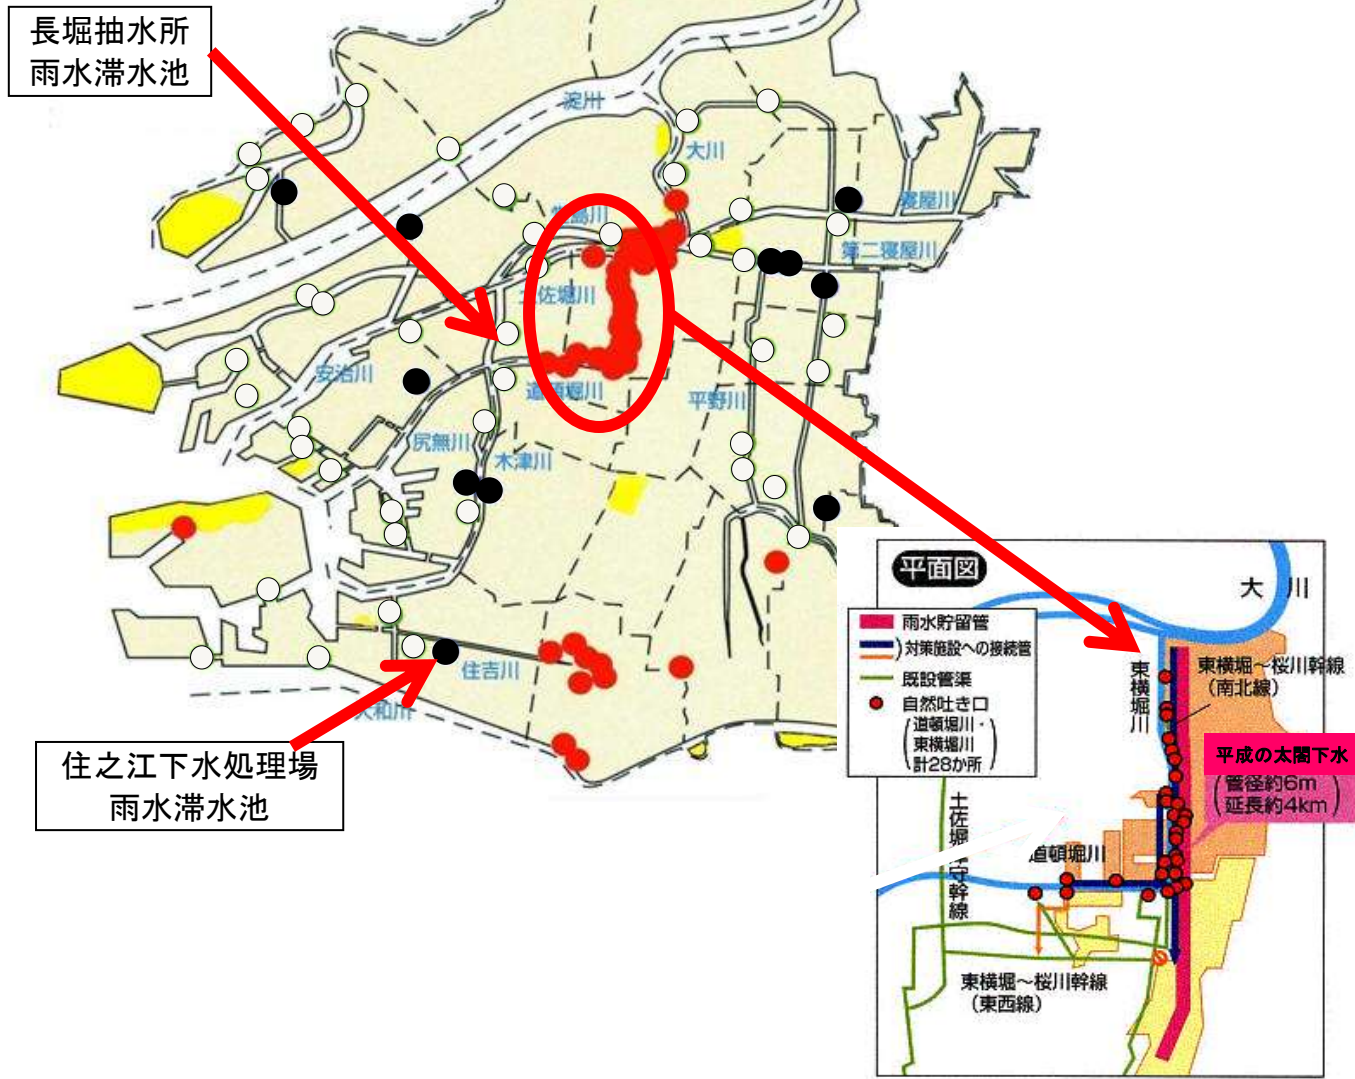 長堀抽水所
雨水滞水池
淀川
大川
寝屋川
堂島川
第二寝屋川
土佐堀川
安治川
道頓堀川
平野川
尻無川
木津川
住吉川
大和川
住之江下水処理場
雨水滞水池
平面図
大 川
雨水貯留管
対策施設への接続管
既設管渠
自然吐き口
(道頓堀川・
東横堀川
計28か所)
東横堀川
東横堀～桜川幹線
(南北線)
平成の太閤下水
(管径約6m
延長約4km)
道頓堀川
土佐堀
守幹線
東横堀～桜川幹線
(東西線)